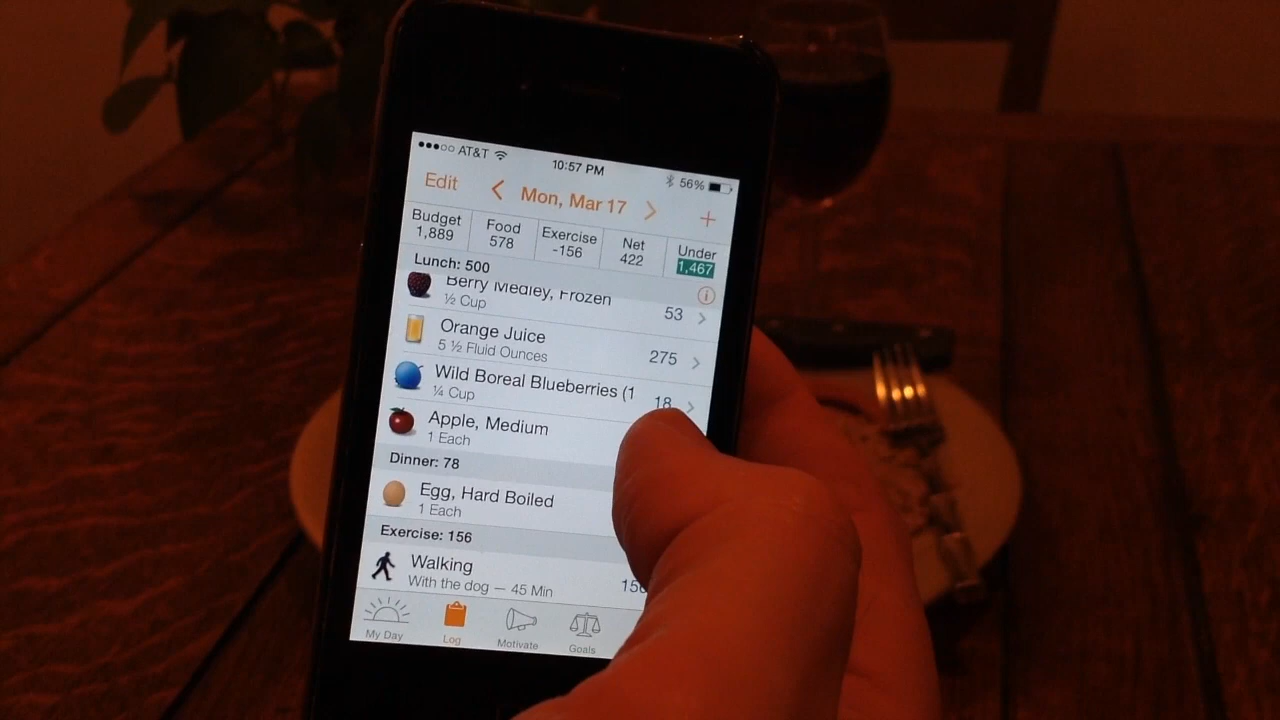 AT&T 10:57 PM 56%
Edit Mon, Mar 17 +
Budget Food Exercise Net Under
1,889 578 -156 422 1,467
Lunch: 500
Berry Medley, Frozen
½ Cup 53
Orange Juice
5 ½ Fluid Ounces 275
Wild Boreal Blueberries (1
¼ Cup 18
Apple, Medium
1 Each
Dinner: 78
Egg, Hard Boiled
1 Each
Exercise: 156
Walking
With the dog — 45 Min 156
My Day Log Motivate Goals